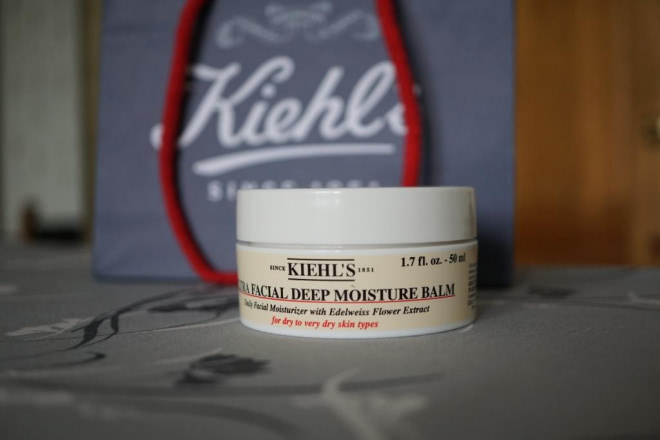 Kiehl's
SINCE 1851
SINCE KIEHL'S 1851
1.7 fl. oz. - 50 ml
FACIAL DEEP MOISTURE BALM
Daily Facial Moisturizer with Edelweiss Flower Extract
for dry to very dry skin types